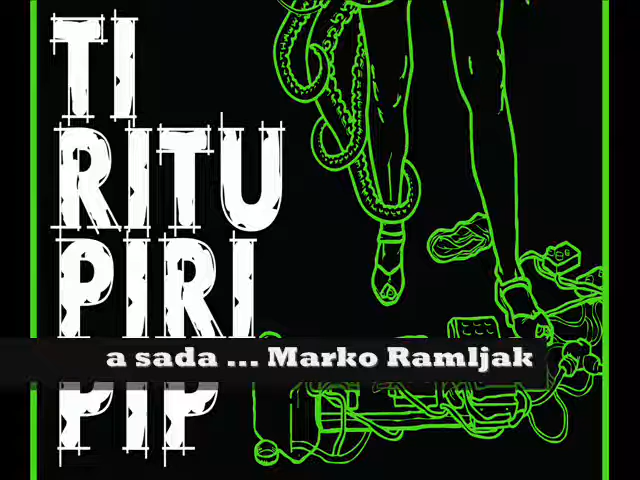 TI
RITU
PIRI
a sada ... Marko Ramljak
PIP